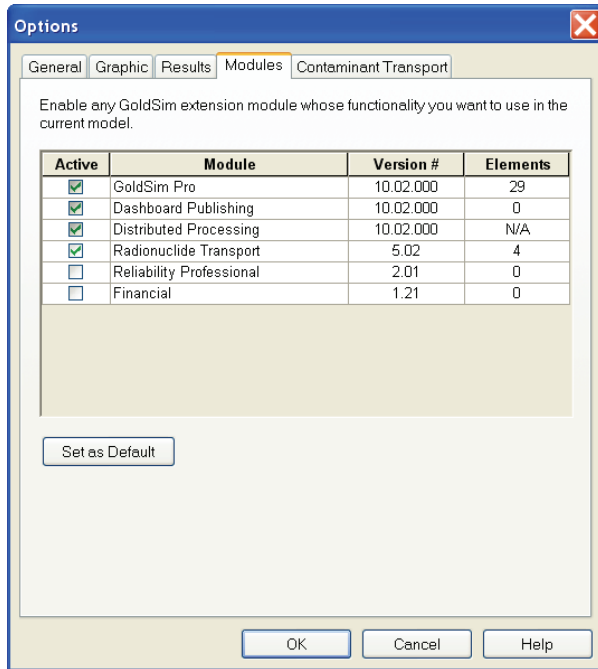 Options
General Graphic Results Modules Contaminant Transport
Enable any GoldSim extension module whose functionality you want to use in the
current model.
Active Module Version # Elements
GoldSim Pro 10.02.000 29
Dashboard Publishing 10.02.000 0
Distributed Processing 10.02.000 N/A
Radionuclide Transport 5.02 4
Reliability Professional 2.01 0
Financial 1.21 0
Set as Default
OK Cancel Help